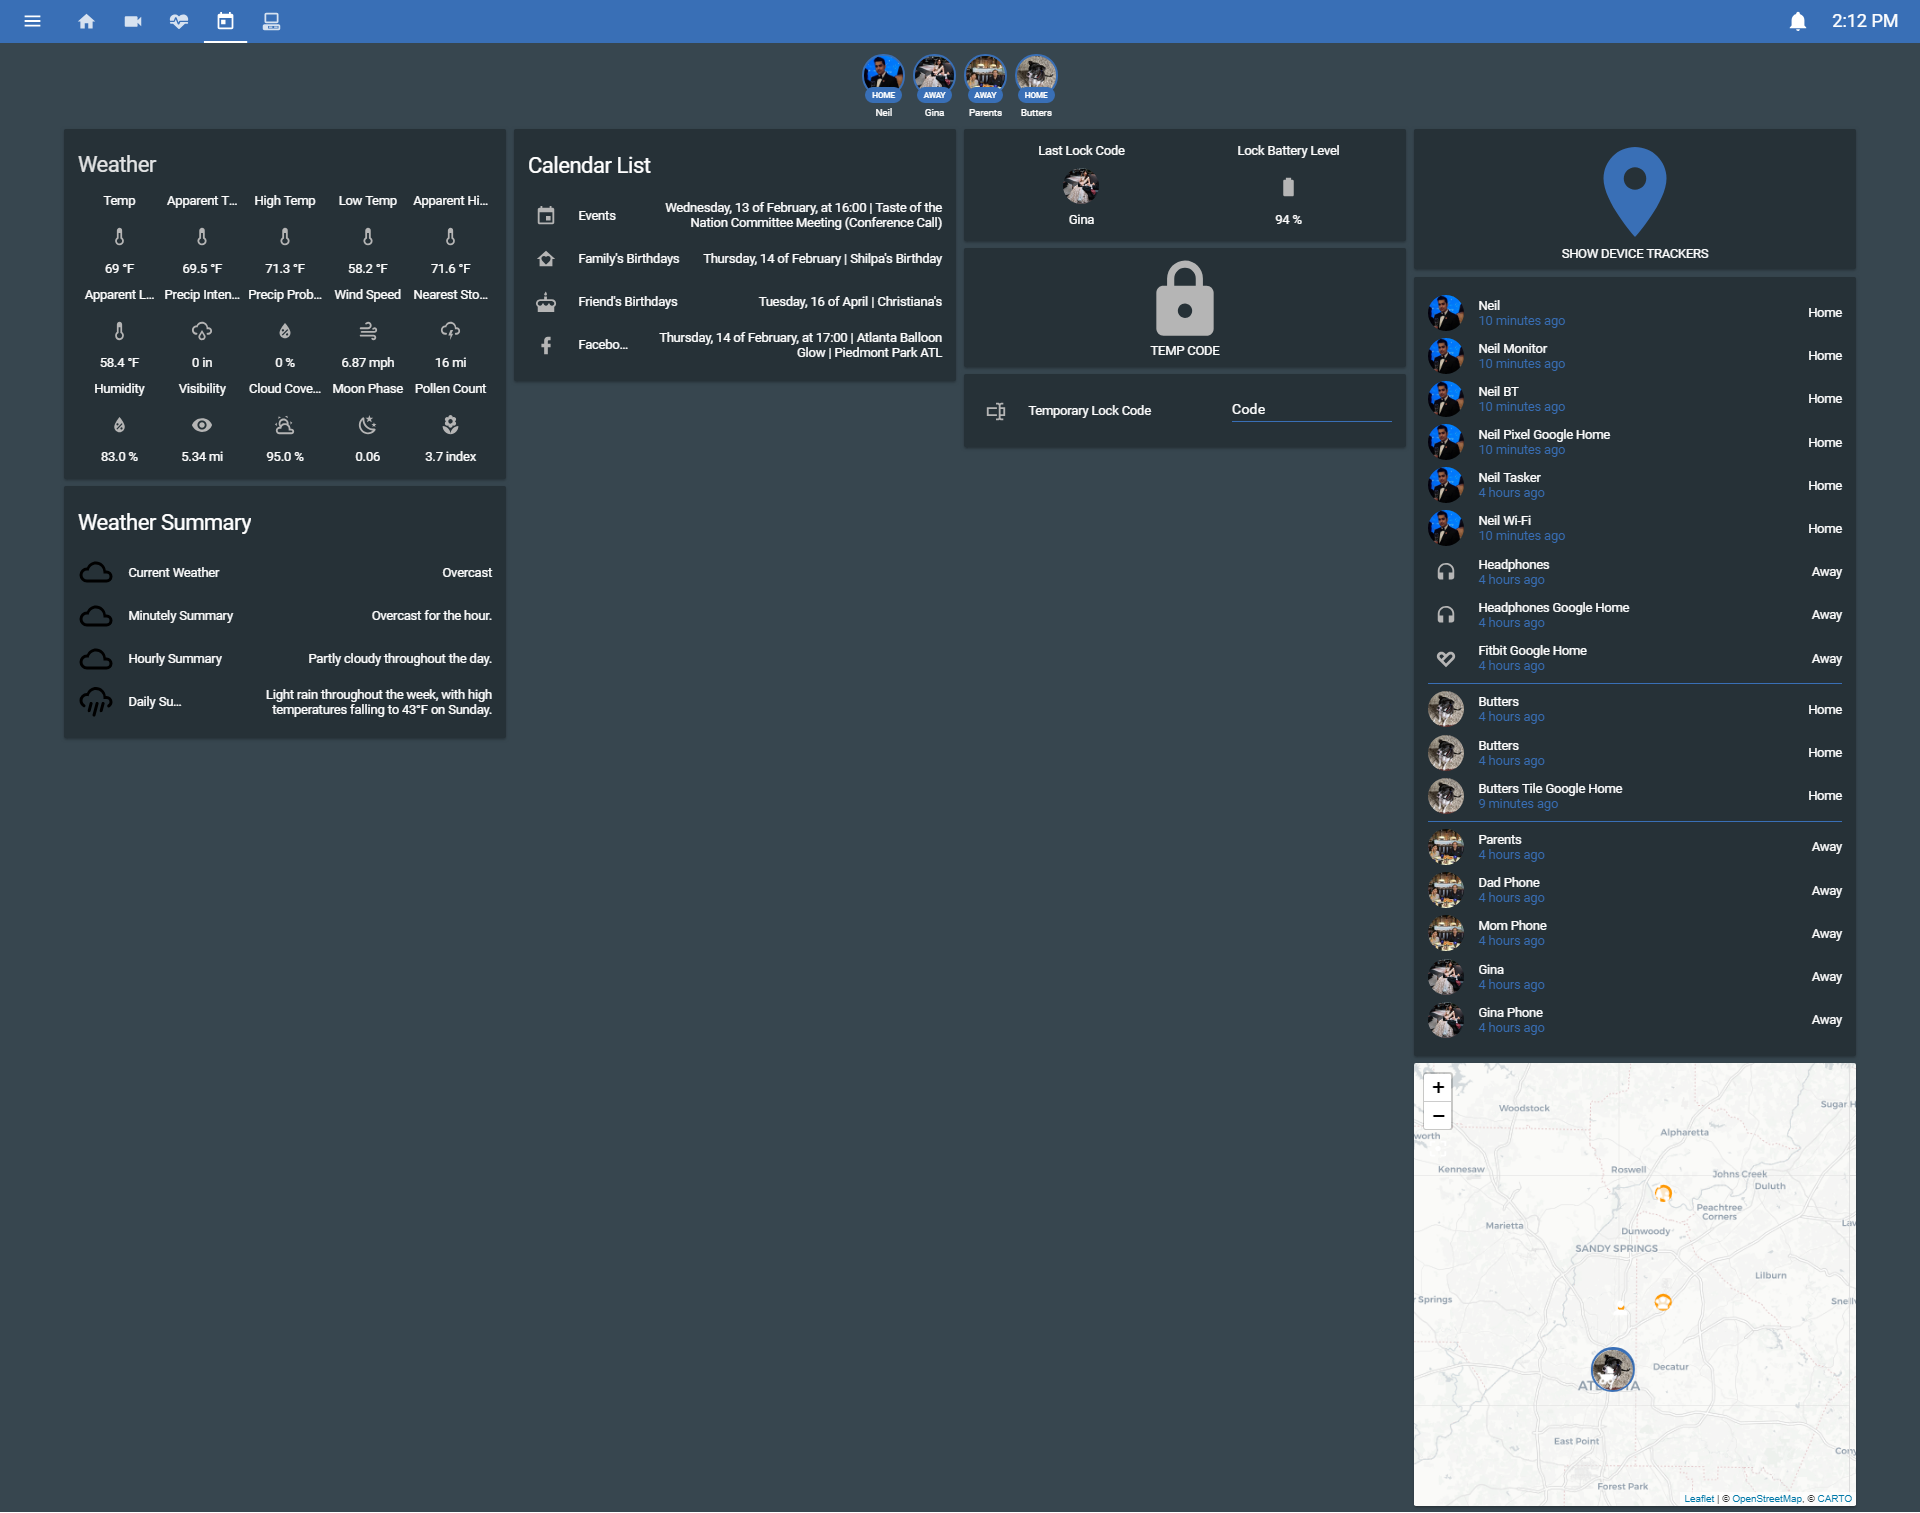 2:12 PM
HOME
AWAY
AWAY
HOME
Neil
Gina
Parents
Butters
Weather
Temp
Apparent T...
High Temp
Low Temp
Apparent Hi...
69 °F
69.5 °F
71.3 °F
58.2 °F
71.6 °F
Apparent L...
Precip Inten...
Precip Prob...
Wind Speed
Nearest Sto...
58.4 °F
0 in
0 %
6.87 mph
16 mi
Humidity
Visibility
Cloud Cove...
Moon Phase
Pollen Count
83.0 %
5.34 mi
95.0 %
0.06
3.7 index
Weather Summary
Current Weather
Overcast
Minutely Summary
Overcast for the hour.
Hourly Summary
Partly cloudy throughout the day.
Daily Su...
Light rain throughout the week, with high
temperatures falling to 43°F on Sunday.
Calendar List
Events
Wednesday, 13 of February, at 16:00 | Taste of the
Nation Committee Meeting (Conference Call)
Family's Birthdays
Thursday, 14 of February | Shilpa's Birthday
Friend's Birthdays
Tuesday, 16 of April | Christiana's
Facebo...
Thursday, 14 of February, at 17:00 | Atlanta Balloon
Glow | Piedmont Park ATL
Last Lock Code
Lock Battery Level
Gina
94 %
TEMP CODE
Temporary Lock Code
Code
SHOW DEVICE TRACKERS
Neil
10 minutes ago
Home
Neil Monitor
10 minutes ago
Home
Neil BT
10 minutes ago
Home
Neil Pixel Google Home
10 minutes ago
Home
Neil Tasker
4 hours ago
Home
Neil Wi-Fi
10 minutes ago
Home
Headphones
4 hours ago
Away
Headphones Google Home
4 hours ago
Away
Fitbit Google Home
4 hours ago
Away
Butters
4 hours ago
Home
Butters
4 hours ago
Home
Butters Tile Google Home
9 minutes ago
Home
Parents
4 hours ago
Away
Dad Phone
4 hours ago
Away
Mom Phone
4 hours ago
Away
Gina
4 hours ago
Away
Gina Phone
4 hours ago
Away
+
−
Woodstock
Sugar H
worth
Alpharetta
Kennesaw
Roswell
Johns Creek
Duluth
Peachtree
Corners
Marietta
Law
Dunwoody
SANDY SPRINGS
Lilburn
Springs
Snell
Decatur
AT TA
East Point
Cony
Forest Park
Leaflet | © OpenStreetMap, © CARTO